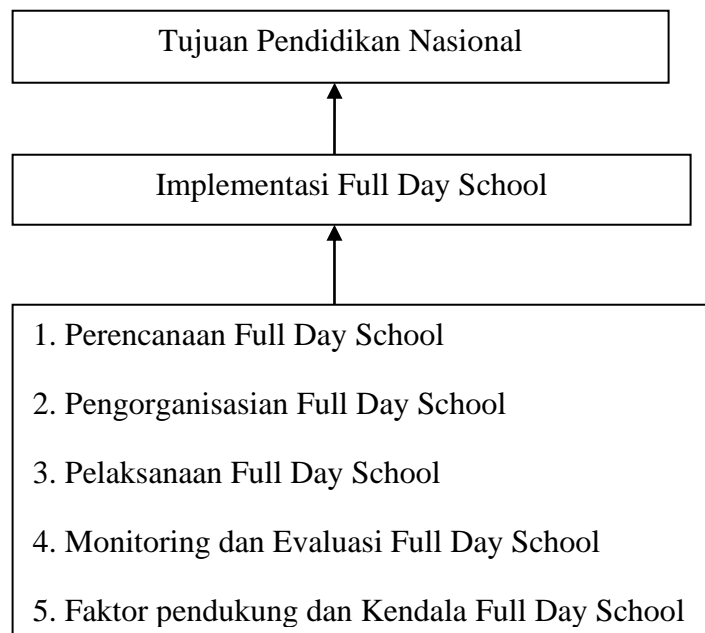 Tujuan Pendidikan Nasional
Implementasi Full Day School
1. Perencanaan Full Day School
2. Pengorganisasian Full Day School
3. Pelaksanaan Full Day School
4. Monitoring dan Evaluasi Full Day School
5. Faktor pendukung dan Kendala Full Day School